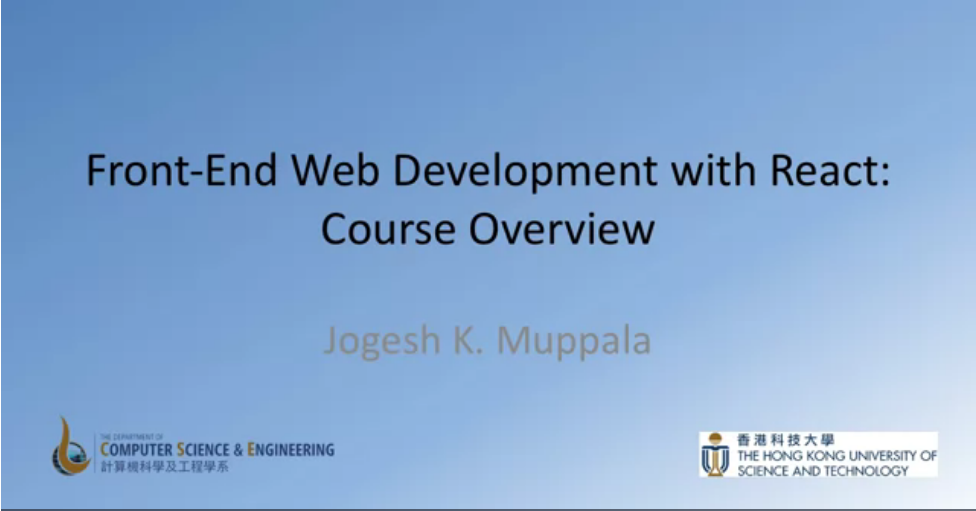 Front-End Web Development with React:
Course Overview
Jogesh K. Muppala
THE DEPARTMENT OF
COMPUTER SCIENCE & ENGINEERING
計算機科學及工程學系
香港科技大學
THE HONG KONG UNIVERSITY OF
SCIENCE AND TECHNOLOGY